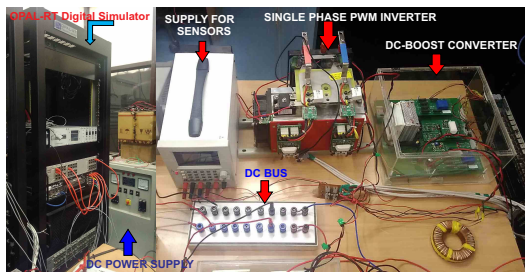 OPAL-RT Digital Simulator
SUPPLY FOR
SENSORS
SINGLE PHASE PWM INVERTER
DC-BOOST CONVERTER
DC BUS
DC POWER SUPPLY